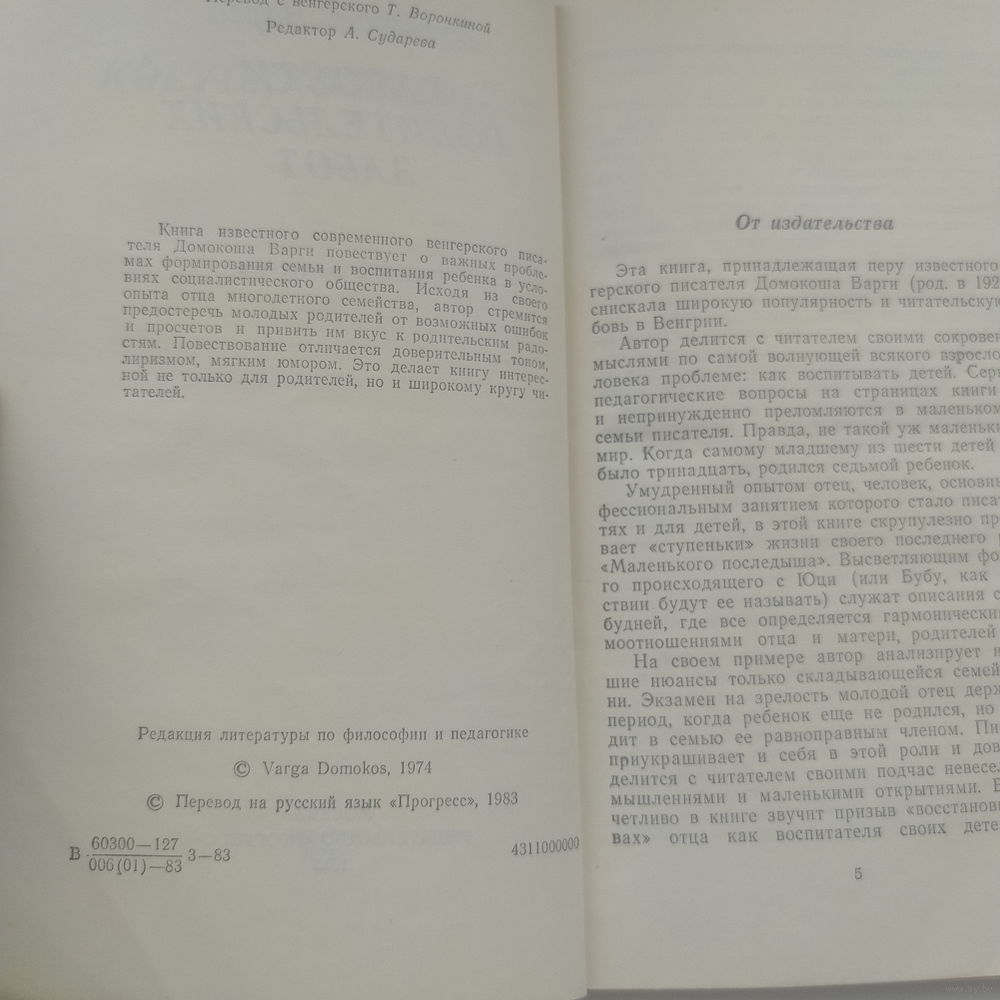 Перевод с венгерского Т. Воронкиной
Редактор А. Сударева
Книга известного современного венгерского писа-
теля Домокоша Варги повествует о важных пробле-
мах формирования семьи и воспитания ребенка в усло-
виях социалистического общества. Исходя из своего
опыта отца многодетного семейства, автор стремится
предостеречь молодых родителей от возможных ошибок
и просчетов и привить им вкус к родительским радо-
стям. Повествование отличается доверительным тоном,
лиризмом, мягким юмором. Это делает книгу интерес-
ной не только для родителей, но и широкому кругу чи-
тателей.
Редакция литературы по философии и педагогике
© Varga Domokos, 1974
© Перевод на русский язык «Прогресс», 1983
В 60300—127
006(01)—83 3—83
4311000000
От издательства
Эта книга, принадлежащая перу известного
герского писателя Домокоша Варги (род. в 192
снискала широкую популярность и читательскую
бовь в Венгрии.
Автор делится с читателем своими сокровен
мыслями по самой волнующей всякого взросло
ловека проблеме: как воспитывать детей. Сери
педагогические вопросы на страницах книги
и непринужденно преломляются в маленьком
семьи писателя. Правда, не такой уж маленьки
мир. Когда самому младшему из шести детей
было тринадцать, родился седьмой ребенок.
Умудренный опытом отец, человек, основны
фессиональным занятием которого стало писа
тях и для детей, в этой книге скрупулезно пр
вает «ступеньки» жизни своего последнего
«Маленького последыша». Высветляющим фо
го происходящего с Юци (или Бубу, как
ствии будут ее называть) служат описания с
будней, где все определяется гармонически
моотношениями отца и матери, родителей
На своем примере автор анализирует
шие нюансы только складывающейся семей
ни. Экзамен на зрелость молодой отец держ
период, когда ребенок еще не родился, но
дит в семью ее равноправным членом. Пи
приукрашивает и себя в этой роли и дов
делится с читателем своими подчас невесел
мышлениями и маленькими открытиями.
четливо в книге звучит призыв «восстанови
вах» отца как воспитателя своих дете
5